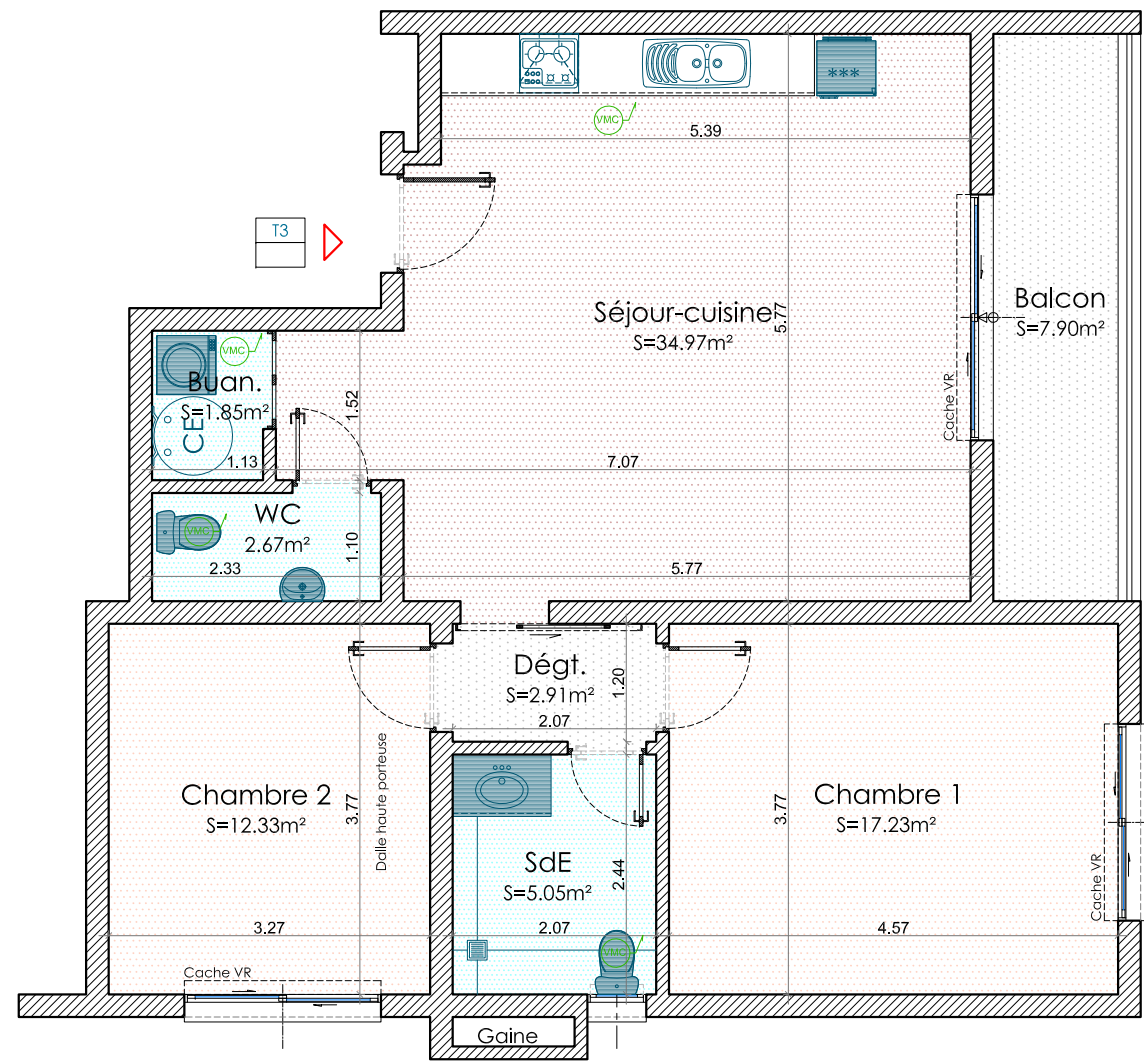 ***
VMC
5.39
T3
Séjour-cuisine
S=34.97m²
5.77
Balcon
S=7.90m²
VMC
Buan.
S=1.85m²
CE
1.13
1.52
7.07
Cache VR
WC
2.67m²
VMC
1.10
2.33
5.77
Dégt.
S=2.91m²
1.20
2.07
Chambre 2
S=12.33m²
3.77
Dalle haute porteuse
3.27
Cache VR
SdE
S=5.05m²
2.44
2.07
VMC
Chambre 1
S=17.23m²
3.77
4.57
Cache VR
Gaine